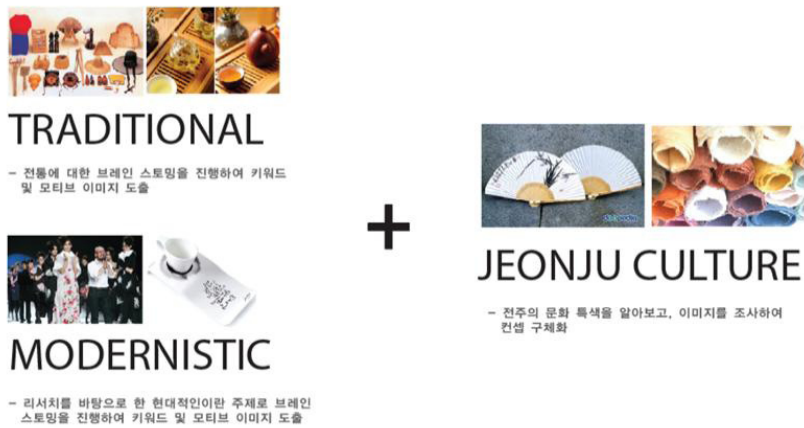 TRADITIONAL
- 전통에 대한 브레인 스토밍을 진행하여 키워드
및 모티브 이미지 도출
+
JEONJU CULTURE
- 전주의 문화 특색을 알아보고, 이미지를 조사하여
컨셉 구체화
MODERNISTIC
- 리서치를 바탕으로 한 현대적인이란 주제로 브레인
스토밍을 진행하여 키워드 및 모티브 이미지 도출